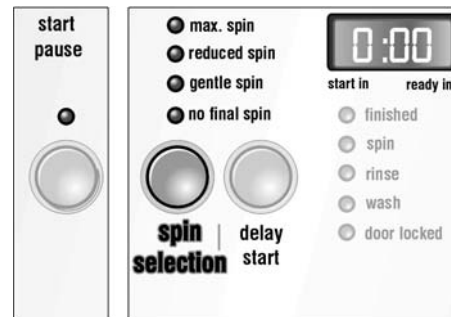 start
pause
max. spin
reduced spin
gentle spin
no final spin
spin
selection
delay
start
0:00
start in ready in
finished
spin
rinse
wash
door locked